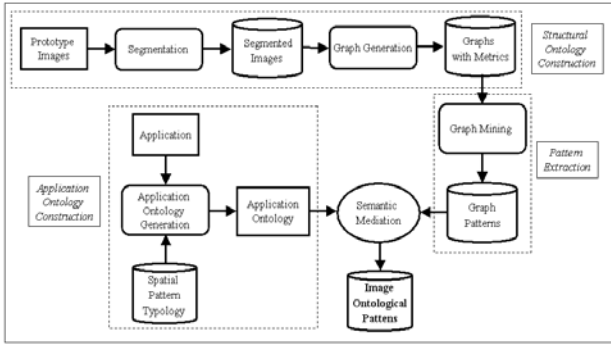 Prototype
Images
Segmentation
Segmented
Images
Graph Generation
Graphs
with Metrics
Structural
Ontology
Construction
Application
Graph Mining
Pattern
Extraction
Application
Ontology
Construction
Application
Ontology
Generation
Application
Ontology
Semantic
Mediation
Graph
Patterns
Spatial
Pattern
Typology
Image
Ontological
Pattens